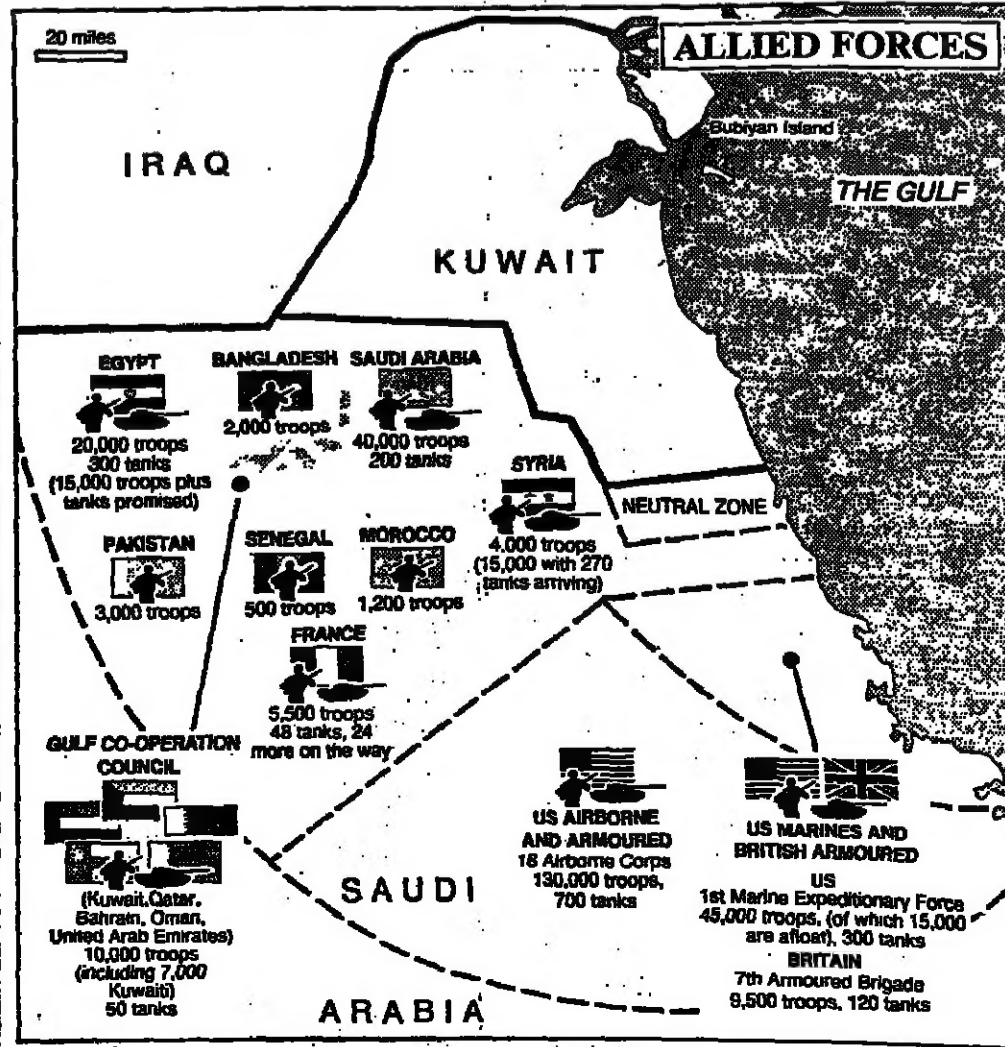 20 miles
ALLIED FORCES
IRAQ
Bubiyan Island
THE GULF
KUWAIT
EGYPT
20,000 troops
300 tanks
(15,000 troops plus
tanks promised)
BANGLADESH
2,000 troops
SAUDI ARABIA
40,000 troops
200 tanks
SYRIA
4,000 troops
(15,000 with 270
tanks arriving)
NEUTRAL ZONE
PAKISTAN
3,000 troops
SENEGAL
500 troops
MOROCCO
1,200 troops
FRANCE
5,500 troops
48 tanks, 24
more on the way
GULF CO-OPERATION
COUNCIL
(Kuwait, Qatar,
Bahrain, Oman,
United Arab Emirates)
10,000 troops
(including 7,000
Kuwaiti)
50 tanks
US AIRBORNE
AND ARMOURED
18 Airborne Corps
130,000 troops,
700 tanks
US MARINES AND
BRITISH ARMOURED
US
1st Marine Expeditionary Force
45,000 troops, (of which 15,000
are afloat), 300 tanks
BRITAIN
7th Armoured Brigade
9,500 troops, 120 tanks
SAUDI
ARABIA